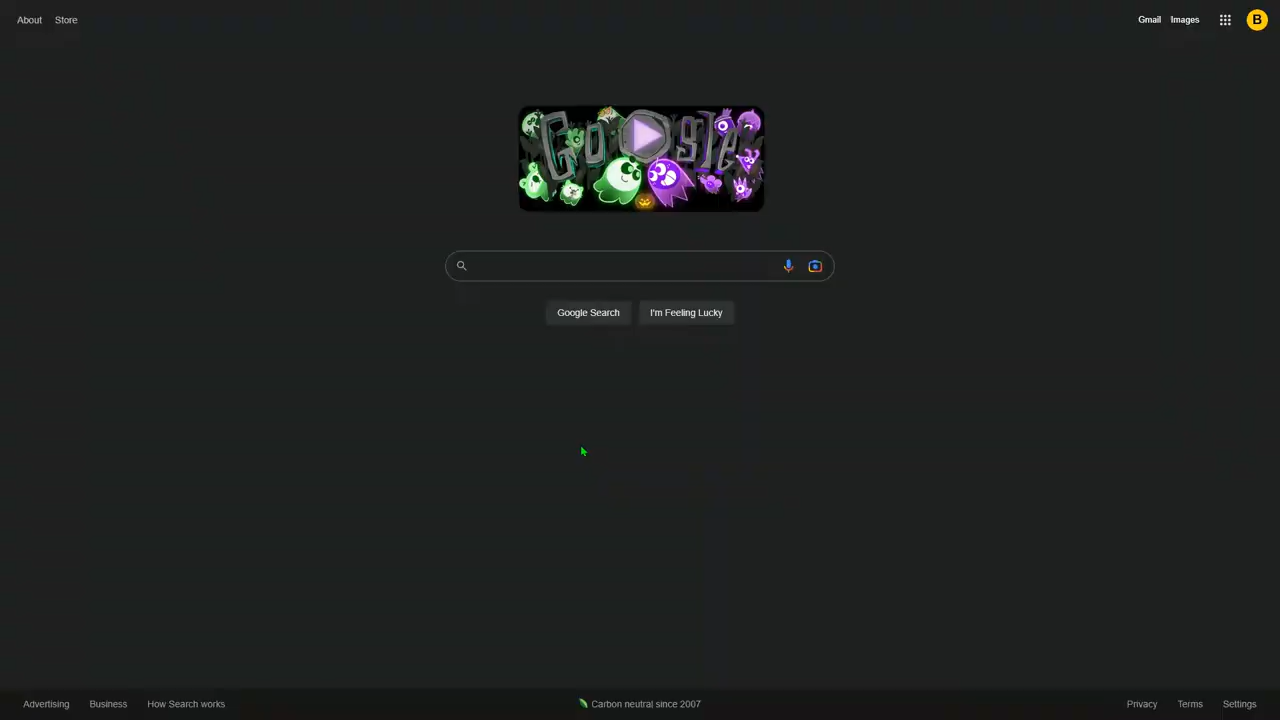 About Store
Gmail Images
B
Google
Google Search I'm Feeling Lucky
Advertising Business How Search works
Carbon neutral since 2007
Privacy Terms Settings